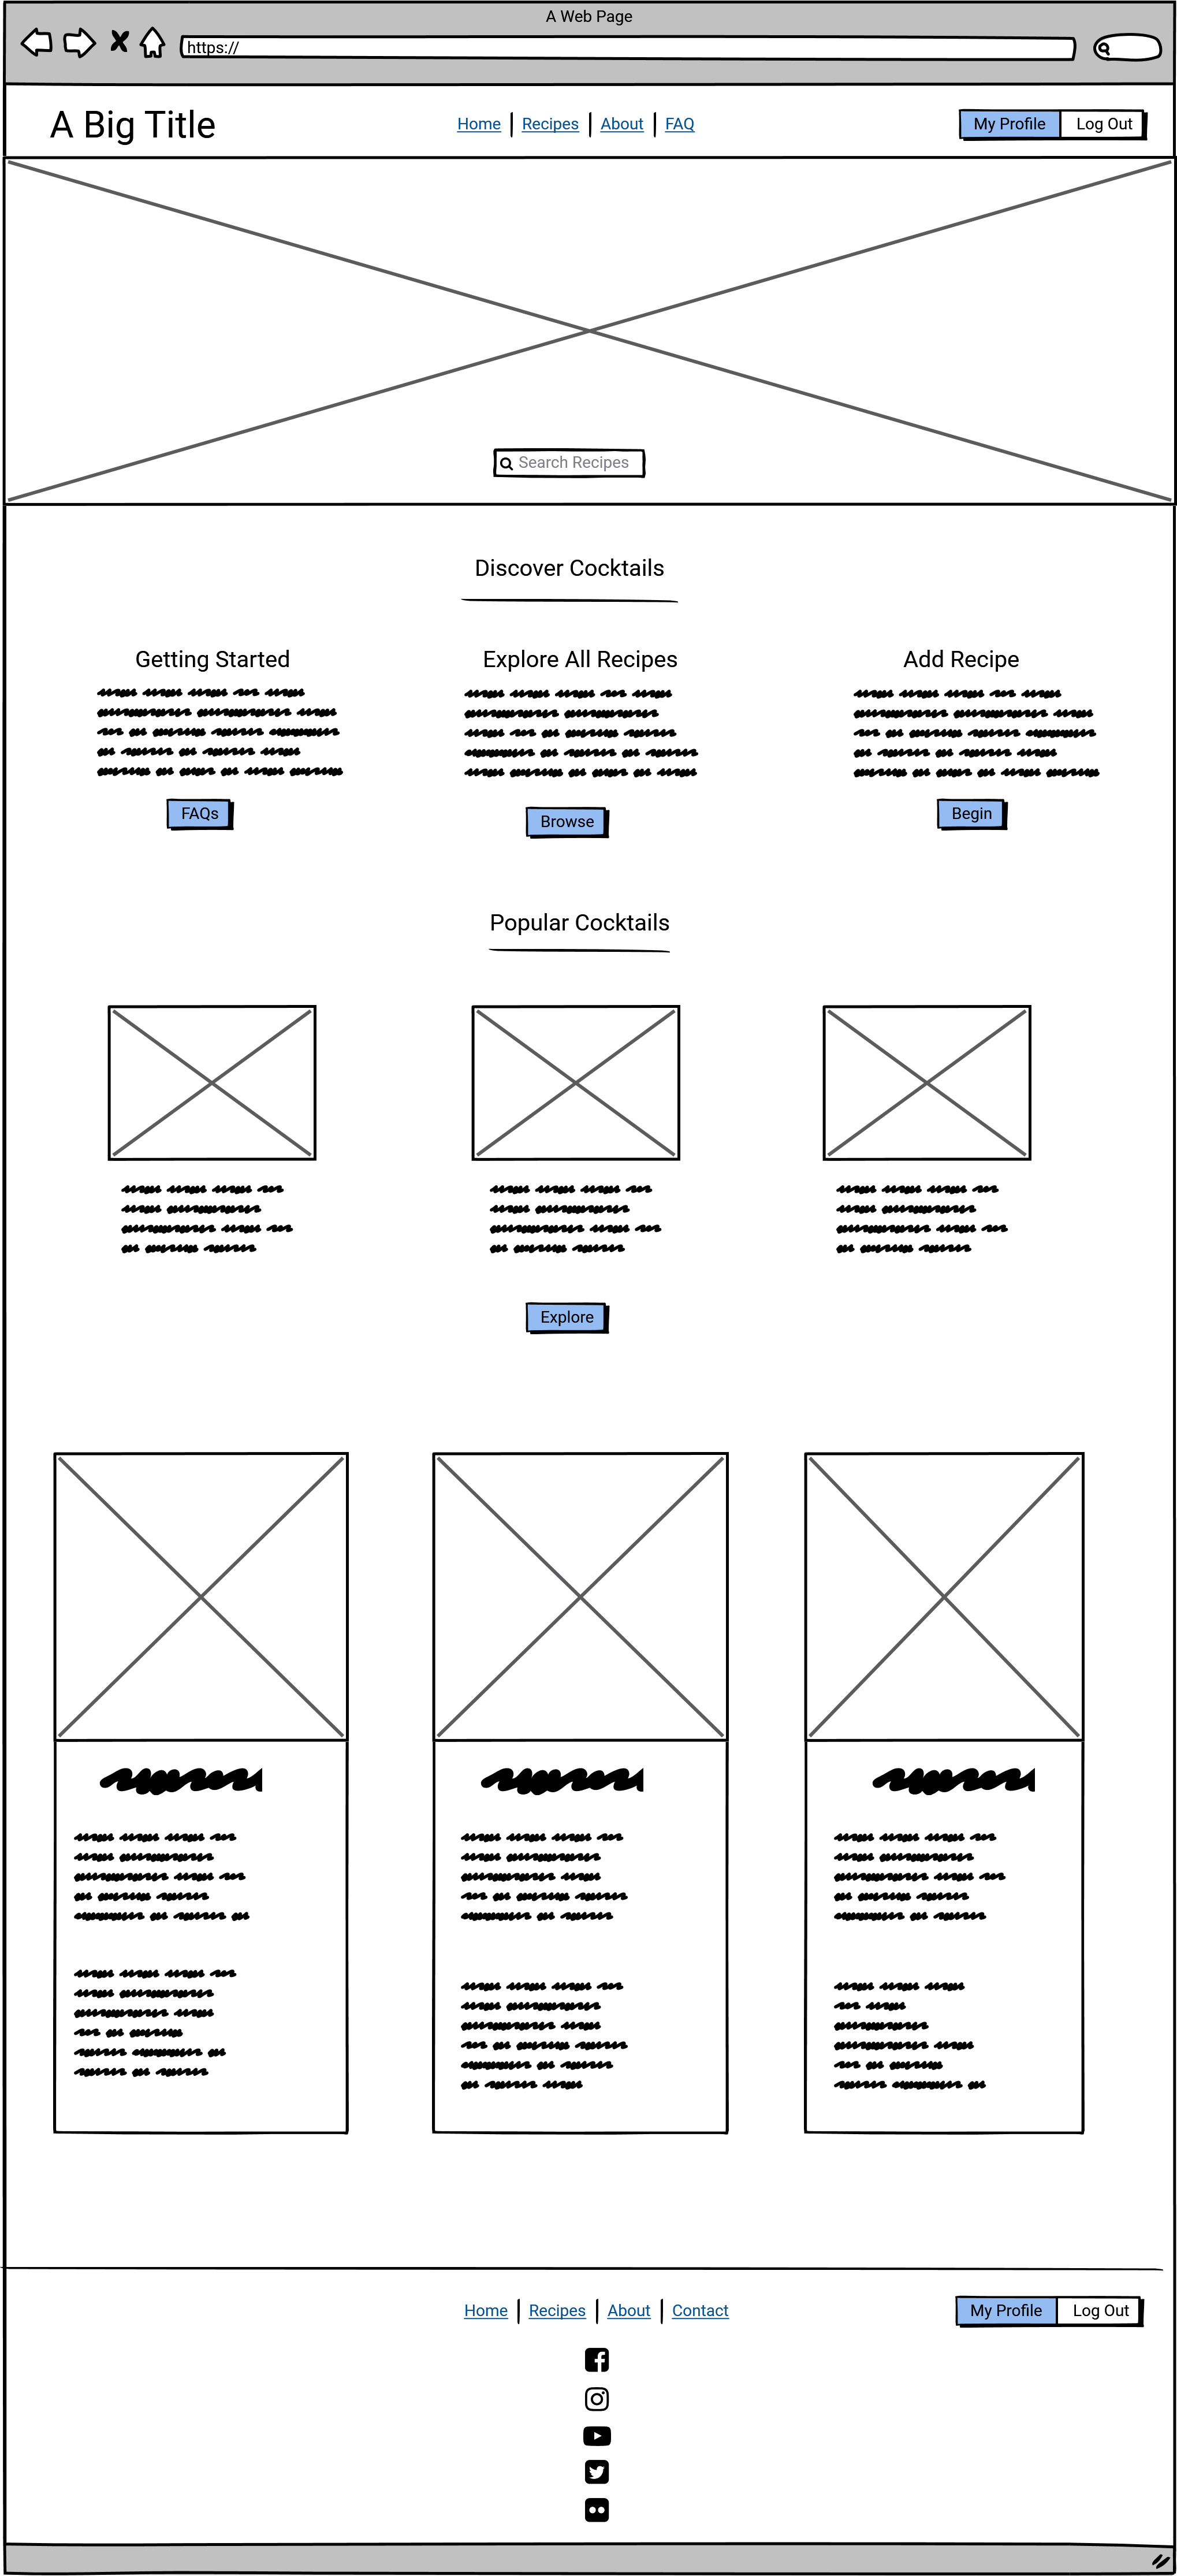 A Web Page
https://
A Big Title
Home Recipes About FAQ
My Profile Log Out
Search Recipes
Discover Cocktails
Getting Started Explore All Recipes Add Recipe
FAQs Browse Begin
Popular Cocktails
Explore
Home Recipes About Contact
My Profile Log Out